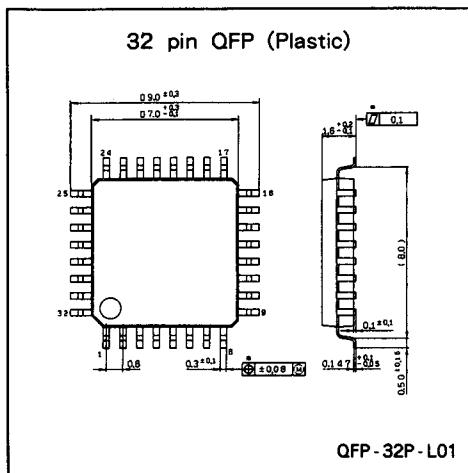 32 pin QFP (Plastic)
□9.0 ±0.3
□7.0 +0.3 -0.1
24 17
25 16
32 9
1 8
0.8
0.3 ±0.1
⌖ ±0.08 Ⓜ
1.6 +0.2 -0.1
▱ 0.1
(8.0)
0.1 ±0.1
0.147 +0.1 -0.05
0.50 ±0.15
QFP-32P-L01